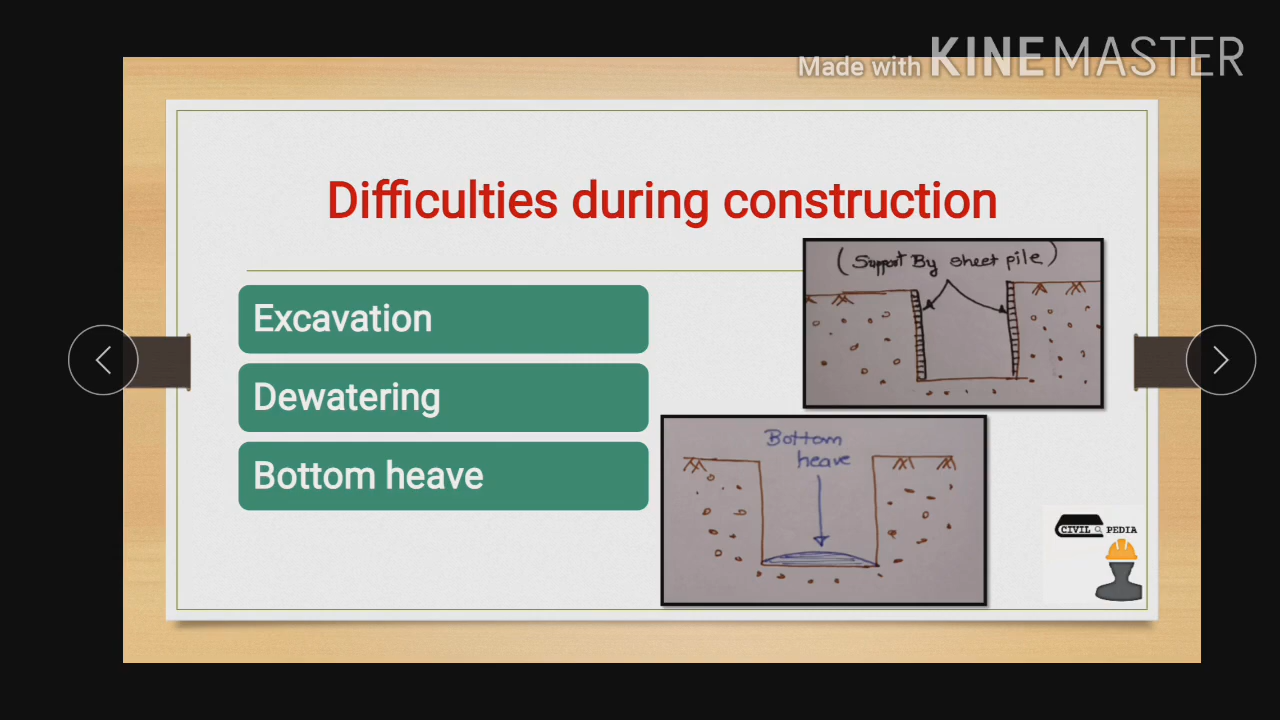 Made with KINEMASTER
Difficulties during construction
(Support By sheet pile)
Excavation
Dewatering
Bottom heave
Bottom
heave
CIVIL PEDIA